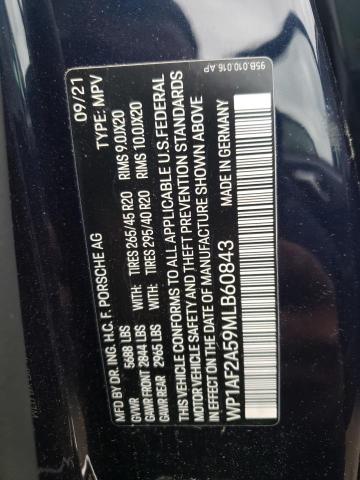 95B.010.016.AP
09/21
TYPE: MPV
MFD BY DR. ING. H.C. F. PORSCHE AG
GVWR 5688 LBS
GAWR FRONT 2844 LBS TIRES 265/45 R20 RIMS 9.0JX20
GAWR REAR 2965 LBS TIRES 295/40 R20 RIMS 10.0JX20
THIS VEHICLE CONFORMS TO ALL APPLICABLE U.S. FEDERAL
MOTOR VEHICLE SAFETY AND THEFT PREVENTION STANDARDS
IN EFFECT ON THE DATE OF MANUFACTURE SHOWN ABOVE
WP1AF2A59MLB60843 MADE IN GERMANY